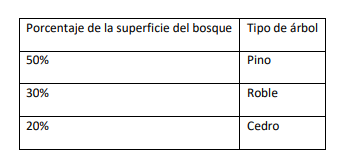 Porcentaje de la superficie del bosque Tipo de árbol
50% Pino
30% Roble
20% Cedro